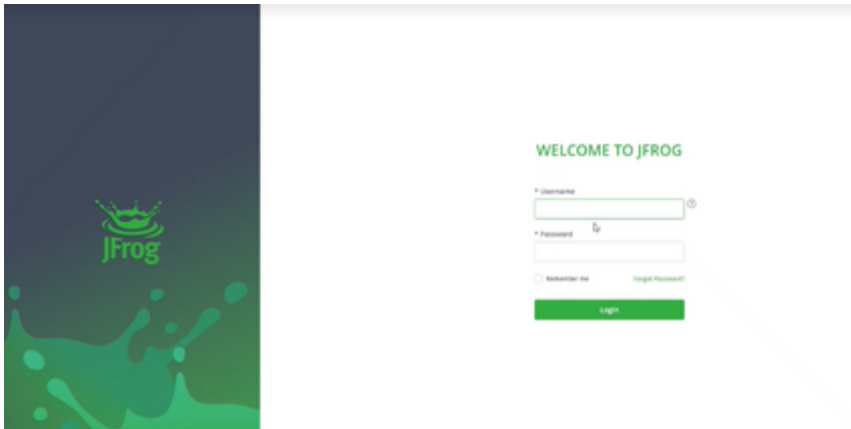 JFrog
WELCOME TO JFROG
* Username
* Password
Remember me
Forgot Password?
Login